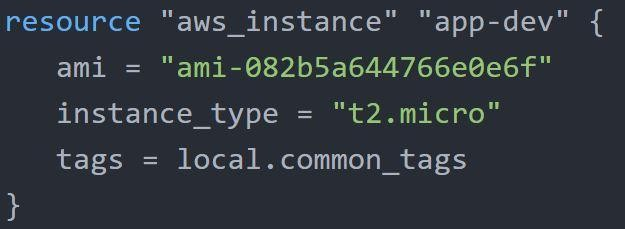 resource "aws_instance" "app-dev" {
   ami = "ami-082b5a644766e0e6f"
   instance_type = "t2.micro"
   tags = local.common_tags
}